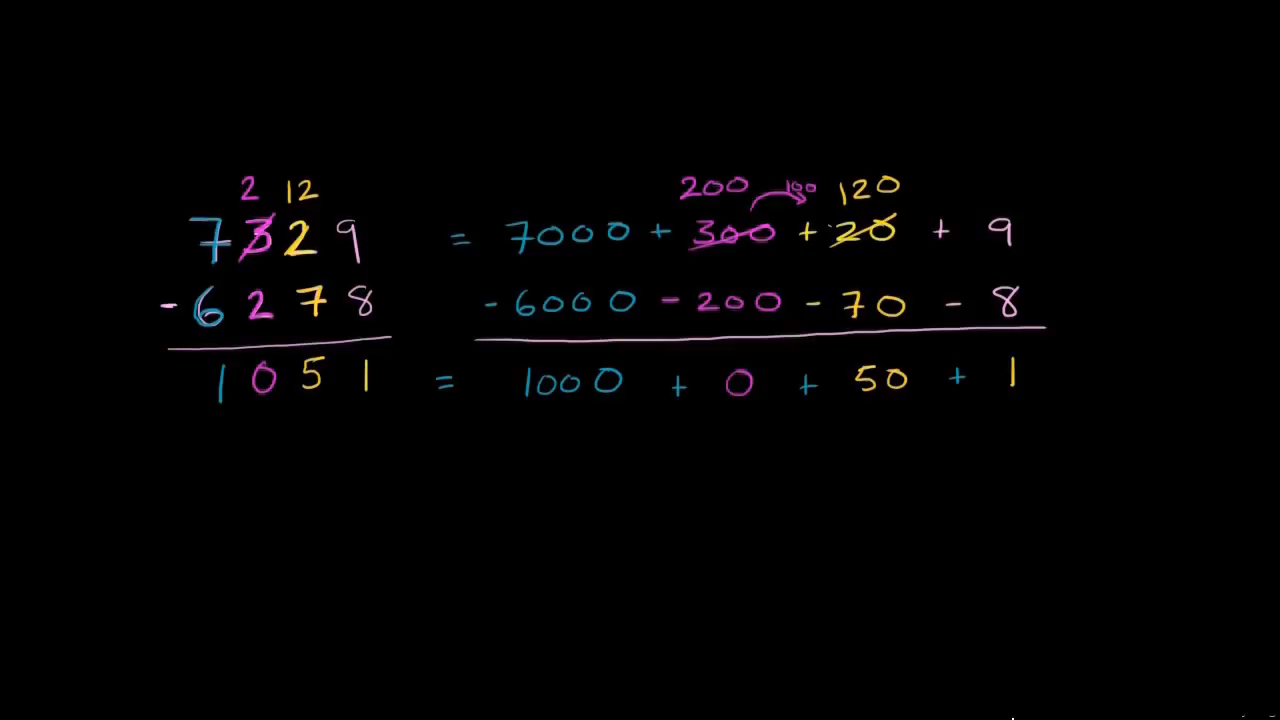 2 12 200 100 120
7329 = 7000 + 300 + 20 + 9
-6278 -6000 -200 -70 -8
1051 = 1000 + 0 + 50 + 1